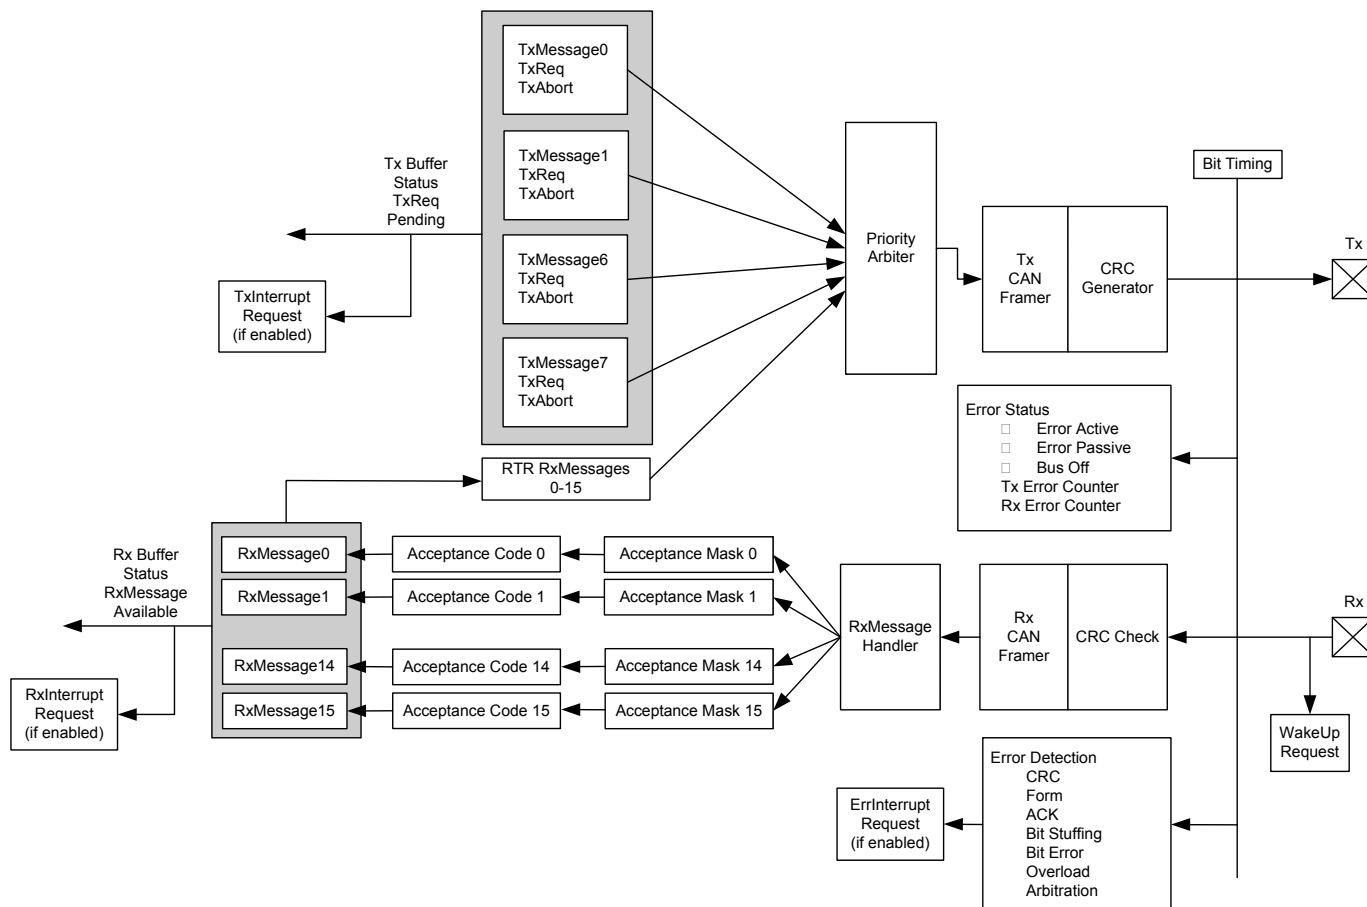 TxMessage0
TxReq
TxAbort
TxMessage1
TxReq
TxAbort
TxMessage6
TxReq
TxAbort
TxMessage7
TxReq
TxAbort
Tx Buffer
Status
TxReq
Pending
TxInterrupt
Request
(if enabled)
Priority
Arbiter
Tx
CAN
Framer
CRC
Generator
Bit Timing
Tx
Error Status
Error Active
Error Passive
Bus Off
Tx Error Counter
Rx Error Counter
RTR RxMessages
0-15
Rx Buffer
Status
RxMessage
Available
RxInterrupt
Request
(if enabled)
RxMessage0
Acceptance Code 0
Acceptance Mask 0
RxMessage1
Acceptance Code 1
Acceptance Mask 1
RxMessage14
Acceptance Code 14
Acceptance Mask 14
RxMessage15
Acceptance Code 15
Acceptance Mask 15
RxMessage
Handler
Rx
CAN
Framer
CRC Check
Rx
WakeUp
Request
ErrInterrupt
Request
(if enabled)
Error Detection
CRC
Form
ACK
Bit Stuffing
Bit Error
Overload
Arbitration